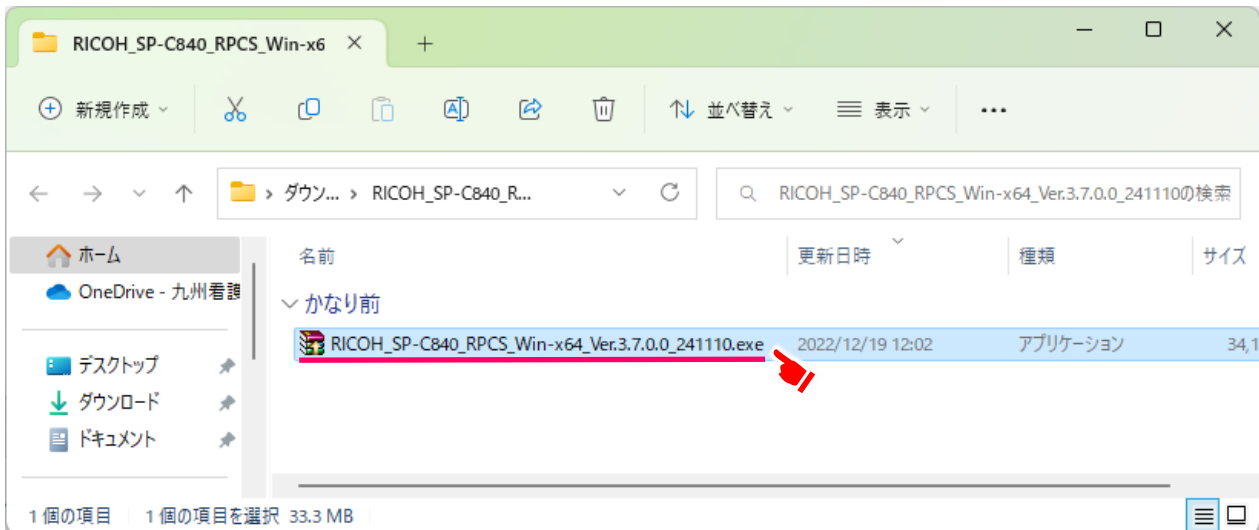 RICOH_SP-C840_RPCS_Win-x6
新規作成 並べ替え 表示
ダウン... RICOH_SP-C840_R... RICOH_SP-C840_RPCS_Win-x64_Ver.3.7.0.0_241110の検索
ホーム
OneDrive - 九州看護
デスクトップ
ダウンロード
ドキュメント
名前 更新日時 種類 サイズ
かなり前
RICOH_SP-C840_RPCS_Win-x64_Ver.3.7.0.0_241110.exe 2022/12/19 12:02 アプリケーション 34,1
1 個の項目 1 個の項目を選択 33.3 MB